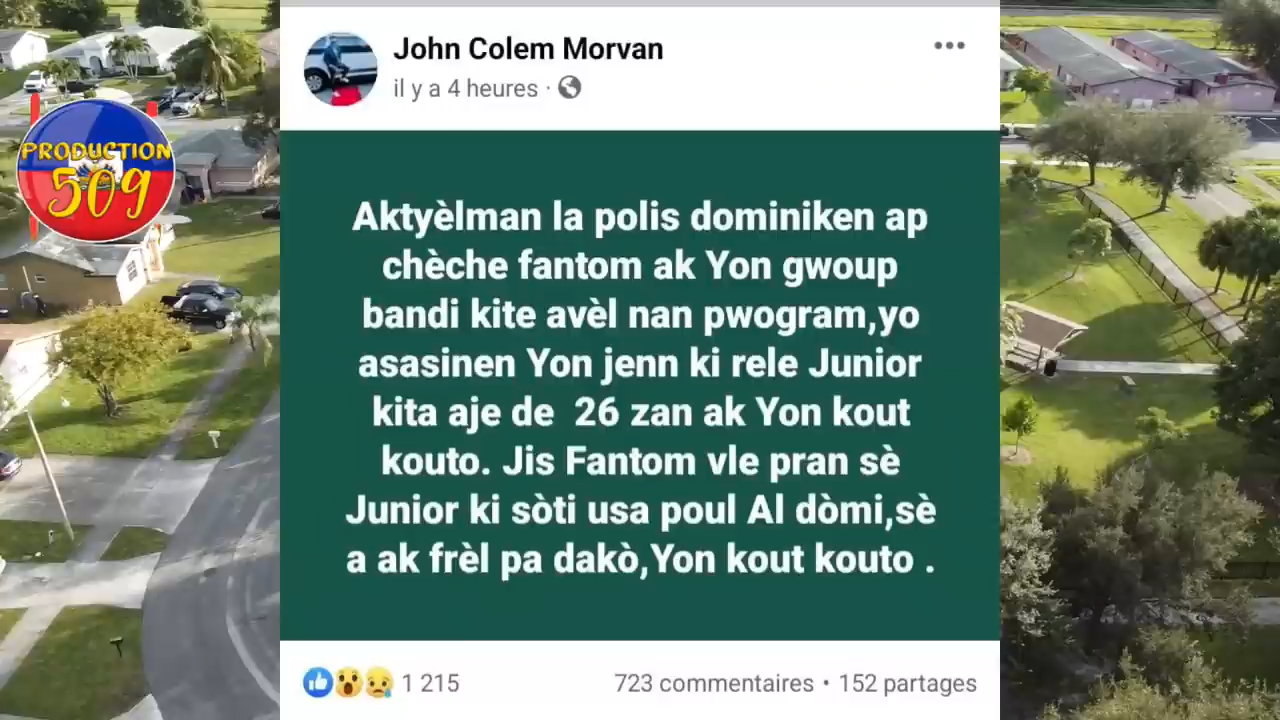 John Colem Morvan
il y a 4 heures ·
PRODUCTION
509
Aktyèlman la polis dominiken ap
chèche fantom ak Yon gwoup
bandi kite avèl nan pwogram,yo
asasinen Yon jenn ki rele Junior
kita aje de 26 zan ak Yon kout
kouto. Jis Fantom vle pran sè
Junior ki sòti usa poul Al dòmi,sè
a ak frèl pa dakò,Yon kout kouto .
1 215
723 commentaires • 152 partages